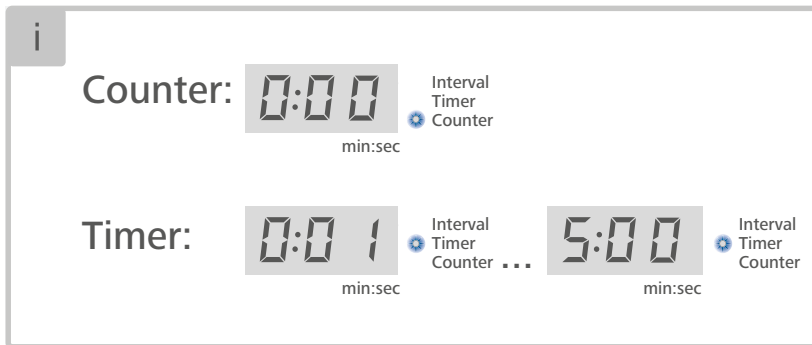 i
Counter: 0:00 Interval
Timer
Counter
min:sec
Timer: 0:01 Interval
Timer
Counter ... 5:00 Interval
Timer
Counter
min:sec min:sec